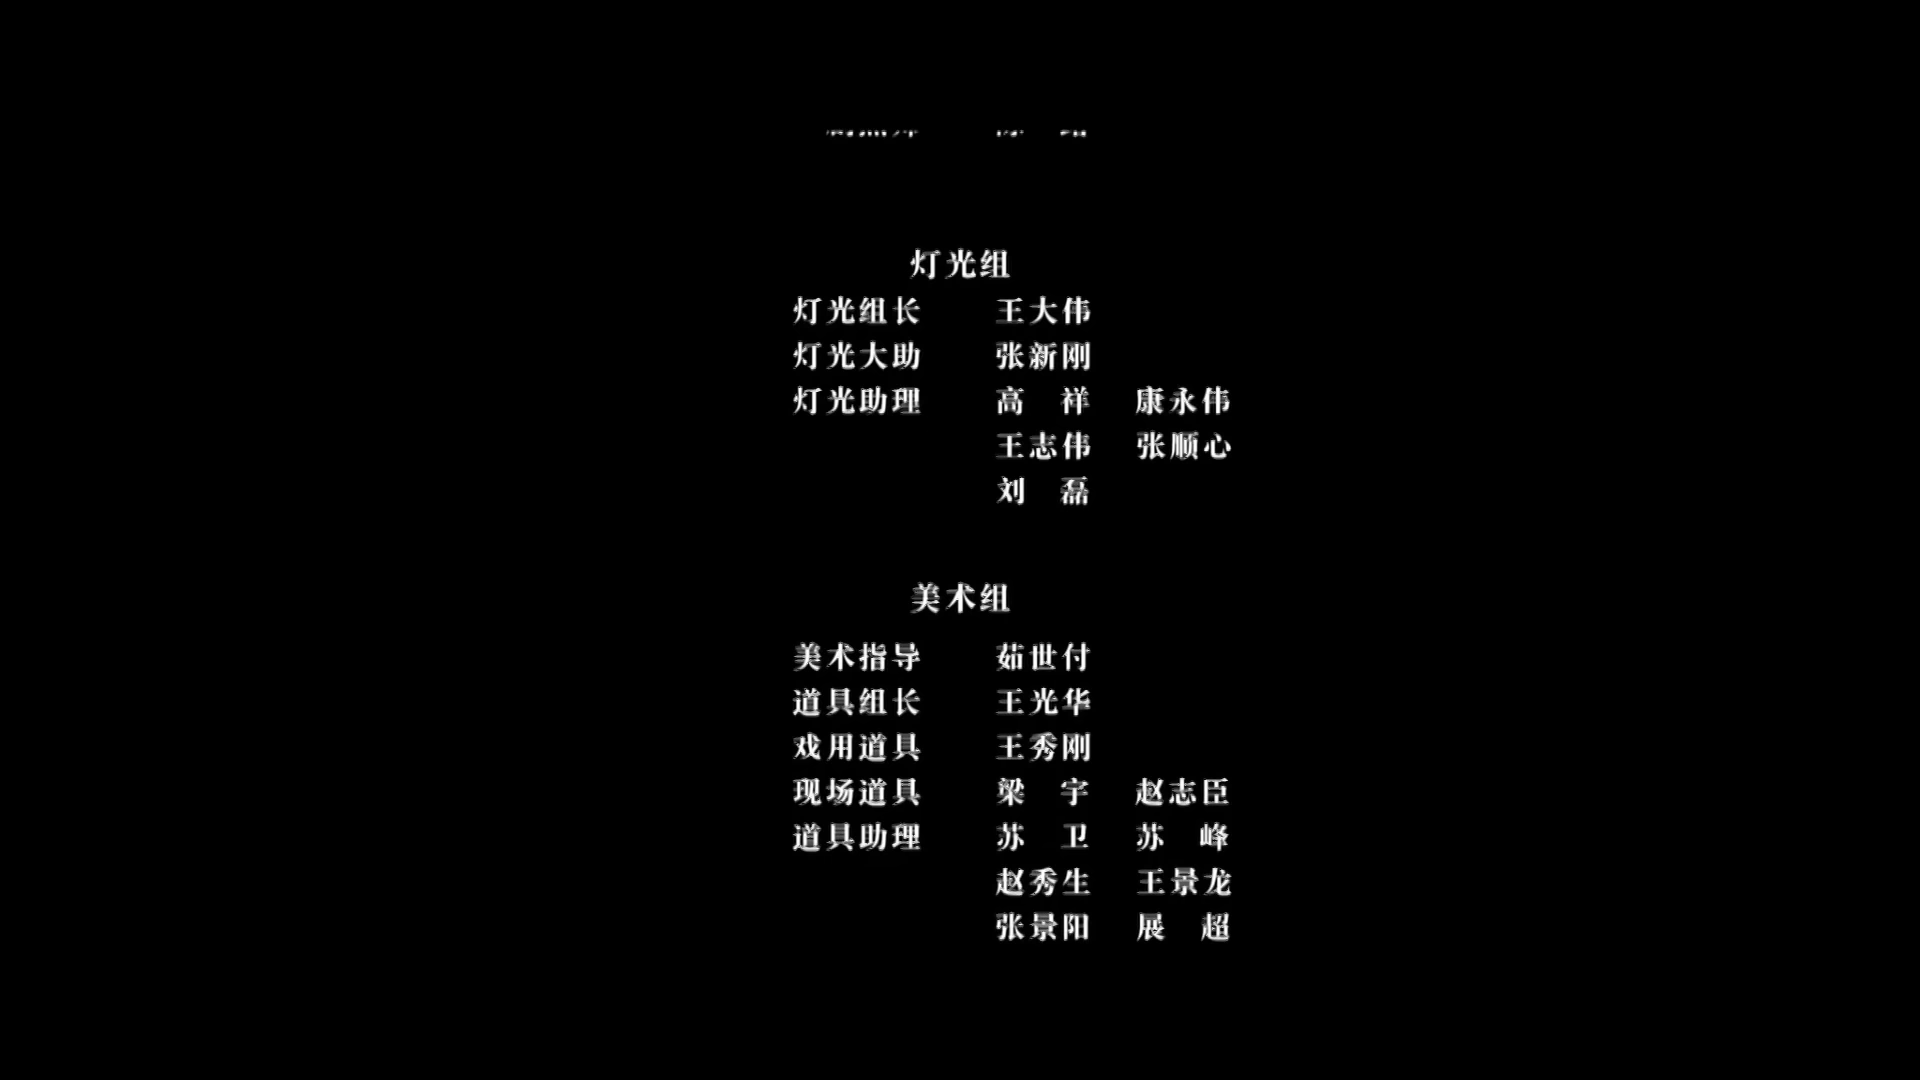 灯光组
灯光组长 王大伟
灯光大助 张新刚
灯光助理 高 祥 康永伟
王志伟 张顺心
刘 磊
美术组
美术指导 茹世付
道具组长 王光华
戏用道具 王秀刚
现场道具 梁 宇 赵志臣
道具助理 苏 卫 苏 峰
赵秀生 王景龙
张景阳 展 超